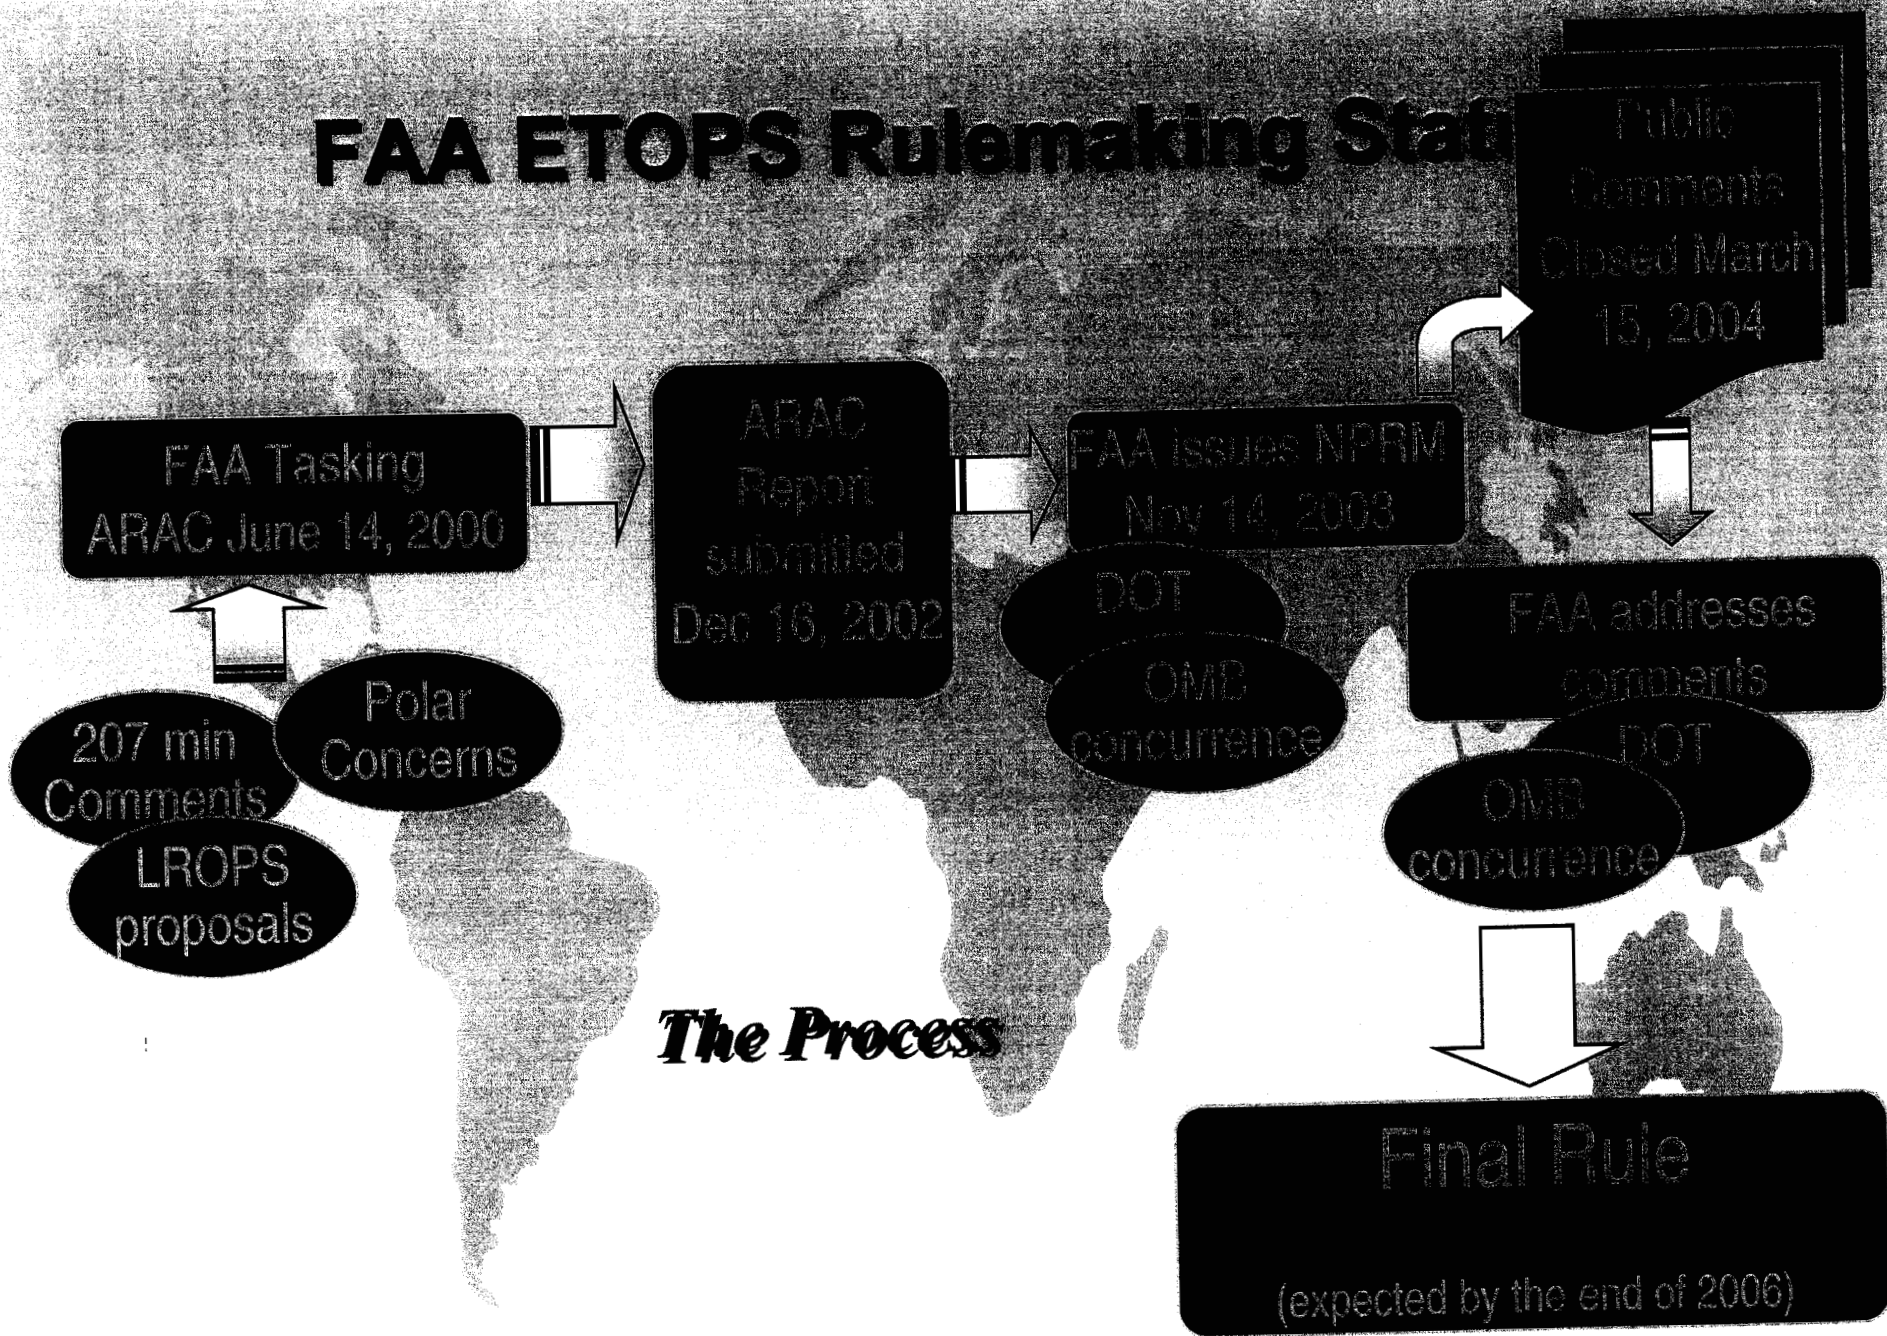 FAA ETOPS Rulemaking Stat
Public
Comments
Closed March
15, 2004
FAA Tasking
ARAC June 14, 2000
ARAC
Report
submitted
Dec 16, 2002
FAA issues NPRM
Nov 14, 2003
DOT
OMB
concurrence
FAA addresses
comments
DOT
OMB
concurrence
207 min
Comments
Polar
Concerns
LROPS
proposals
The Process
Final Rule
(expected by the end of 2006)